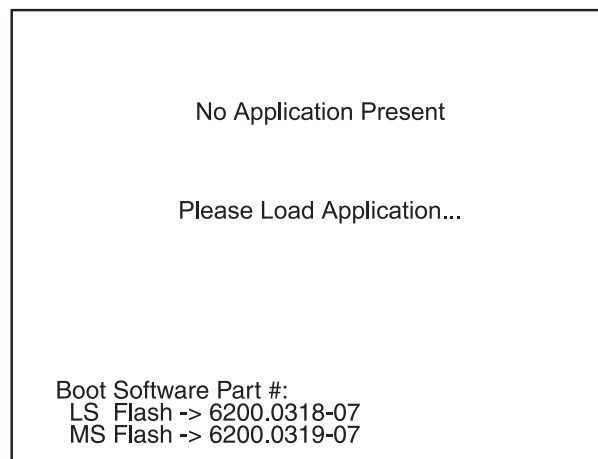 No Application Present
Please Load Application...
Boot Software Part #:
LS Flash -> 6200.0318-07
MS Flash -> 6200.0319-07